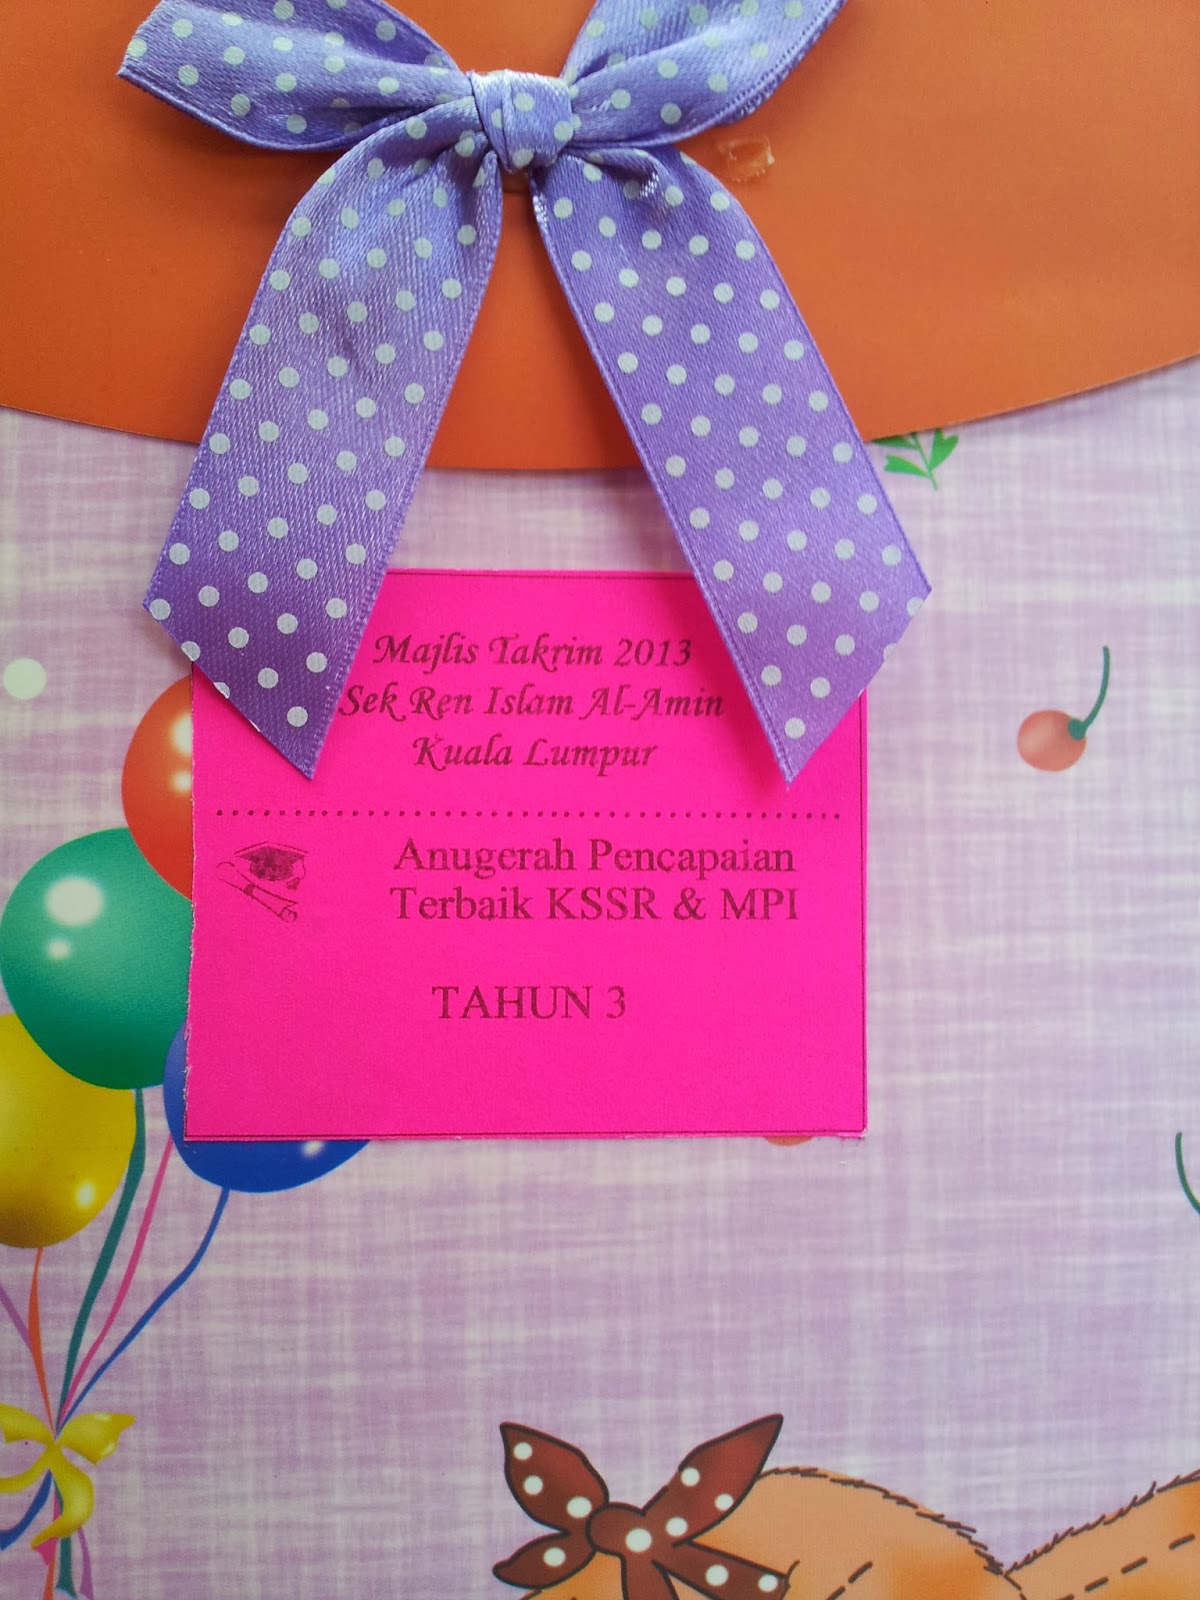 Majlis Takrim 2013
Sek Ren Islam Al-Amin
Kuala Lumpur
Anugerah Pencapaian
Terbaik KSSR & MPI
TAHUN 3